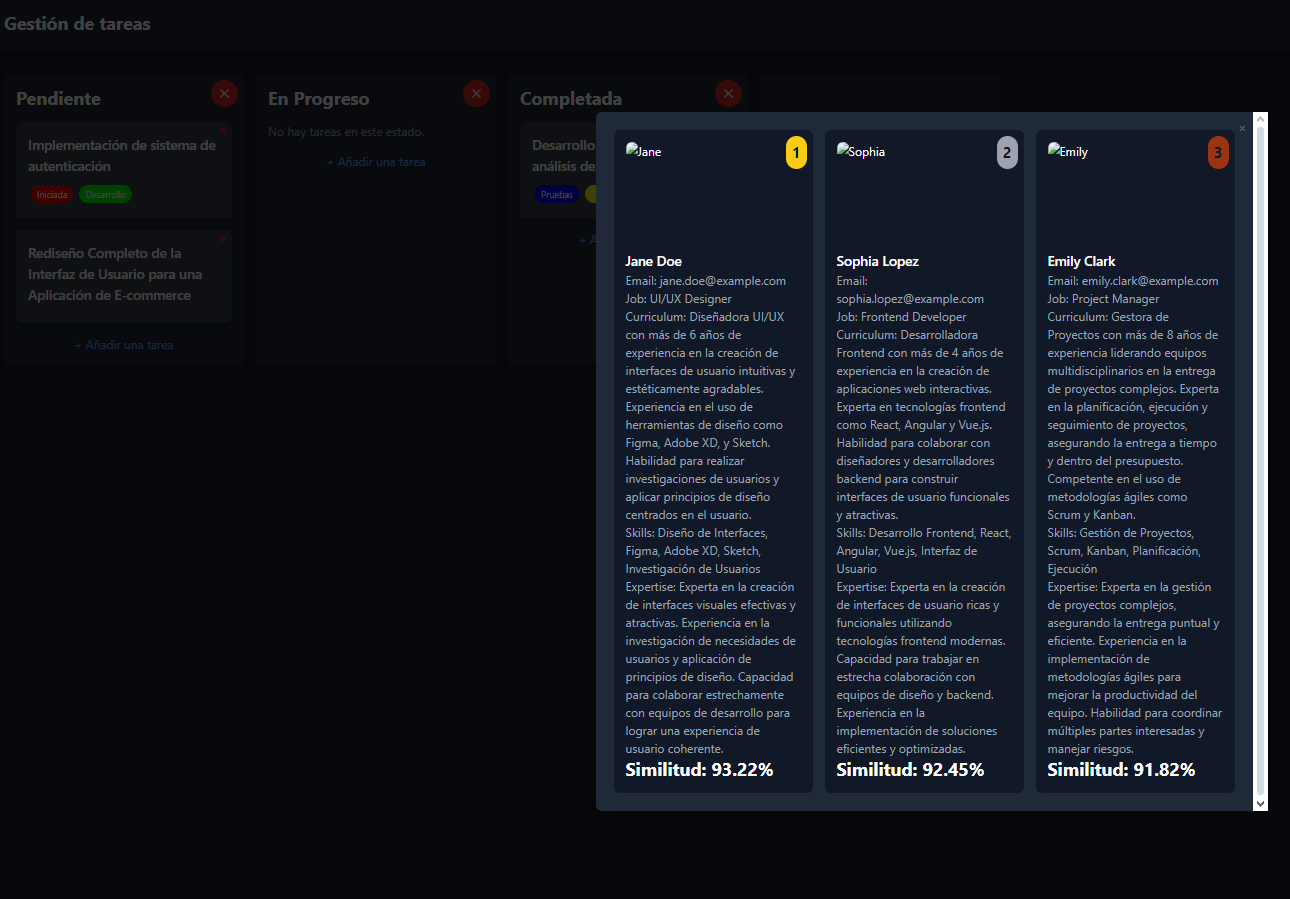 Gestión de tareas
Pendiente
Implementación de sistema de
autenticación
Iniciada
Desarrollo
Rediseño Completo de la
Interfaz de Usuario para una
Aplicación de E-commerce
+ Añadir una tarea
En Progreso
No hay tareas en este estado.
+ Añadir una tarea
Completada
Desarrollo
análisis de
Pruebas
+ A
Jane
1
Jane Doe
Email: jane.doe@example.com
Job: UI/UX Designer
Curriculum: Diseñadora UI/UX
con más de 6 años de
experiencia en la creación de
interfaces de usuario intuitivas y
estéticamente agradables.
Experiencia en el uso de
herramientas de diseño como
Figma, Adobe XD, y Sketch.
Habilidad para realizar
investigaciones de usuarios y
aplicar principios de diseño
centrados en el usuario.
Skills: Diseño de Interfaces,
Figma, Adobe XD, Sketch,
Investigación de Usuarios
Expertise: Experta en la creación
de interfaces visuales efectivas y
atractivas. Experiencia en la
investigación de necesidades de
usuarios y aplicación de
principios de diseño. Capacidad
para colaborar estrechamente
con equipos de desarrollo para
lograr una experiencia de
usuario coherente.
Similitud: 93.22%
Sophia
2
Sophia Lopez
Email:
sophia.lopez@example.com
Job: Frontend Developer
Curriculum: Desarrolladora
Frontend con más de 4 años de
experiencia en la creación de
aplicaciones web interactivas.
Experta en tecnologías frontend
como React, Angular y Vue.js.
Habilidad para colaborar con
diseñadores y desarrolladores
backend para construir
interfaces de usuario funcionales
y atractivas.
Skills: Desarrollo Frontend, React,
Angular, Vue.js, Interfaz de
Usuario
Expertise: Experta en la creación
de interfaces de usuario ricas y
funcionales utilizando
tecnologías frontend modernas.
Capacidad para trabajar en
estrecha colaboración con
equipos de diseño y backend.
Experiencia en la
implementación de soluciones
eficientes y optimizadas.
Similitud: 92.45%
Emily
3
Emily Clark
Email: emily.clark@example.com
Job: Project Manager
Curriculum: Gestora de
Proyectos con más de 8 años de
experiencia liderando equipos
multidisciplinarios en la entrega
de proyectos complejos. Experta
en la planificación, ejecución y
seguimiento de proyectos,
asegurando la entrega a tiempo
y dentro del presupuesto.
Competente en el uso de
metodologías ágiles como
Scrum y Kanban.
Skills: Gestión de Proyectos,
Scrum, Kanban, Planificación,
Ejecución
Expertise: Experta en la gestión
de proyectos complejos,
asegurando la entrega puntual y
eficiente. Experiencia en la
implementación de
metodologías ágiles para
mejorar la productividad del
equipo. Habilidad para coordinar
múltiples partes interesadas y
manejar riesgos.
Similitud: 91.82%